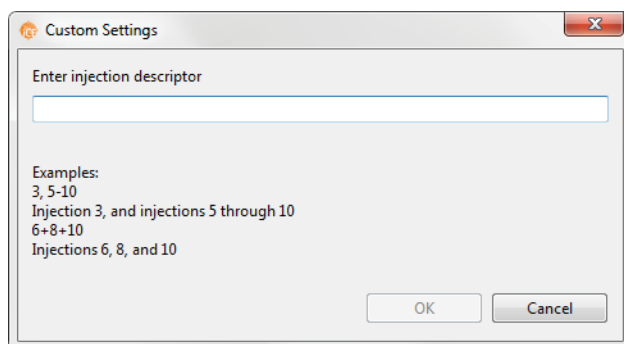 Custom Settings
Enter injection descriptor
Examples:
3, 5-10
Injection 3, and injections 5 through 10
6+8+10
Injections 6, 8, and 10
OK
Cancel